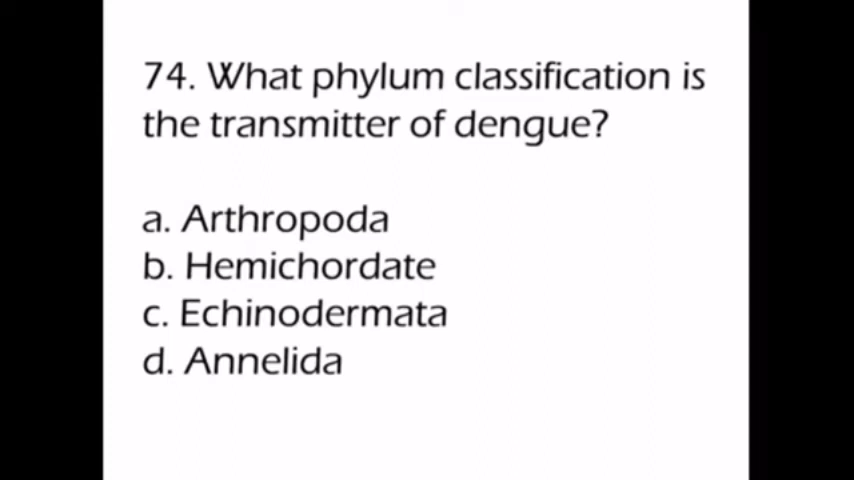 74. What phylum classification is
the transmitter of dengue?
a. Arthropoda
b. Hemichordate
c. Echinodermata
d. Annelida